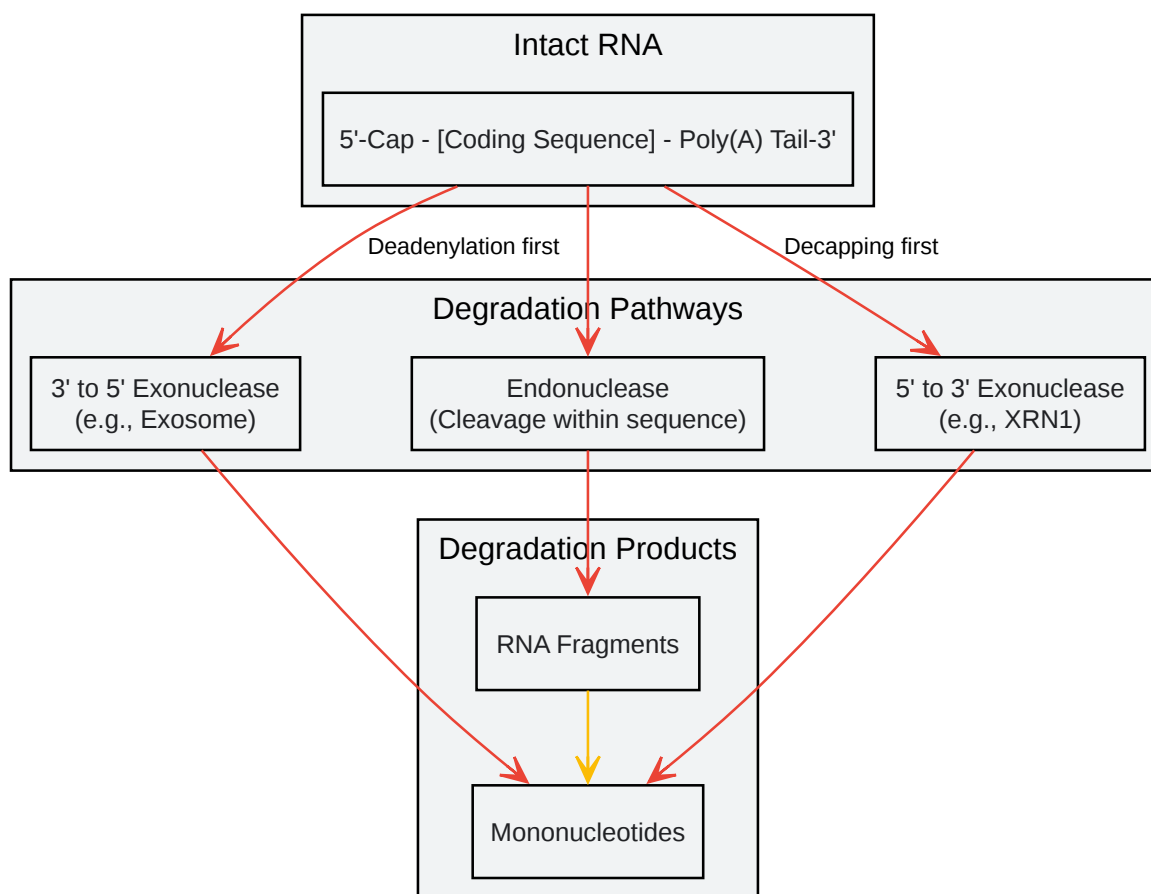 Intact RNA
5'-Cap - [Coding Sequence] - Poly(A) Tail-3'
Deadenylation first
Decapping first
Degradation Pathways
3' to 5' Exonuclease
(e.g., Exosome)
Endonuclease
(Cleavage within sequence)
5' to 3' Exonuclease
(e.g., XRN1)
Degradation Products
RNA Fragments
Mononucleotides